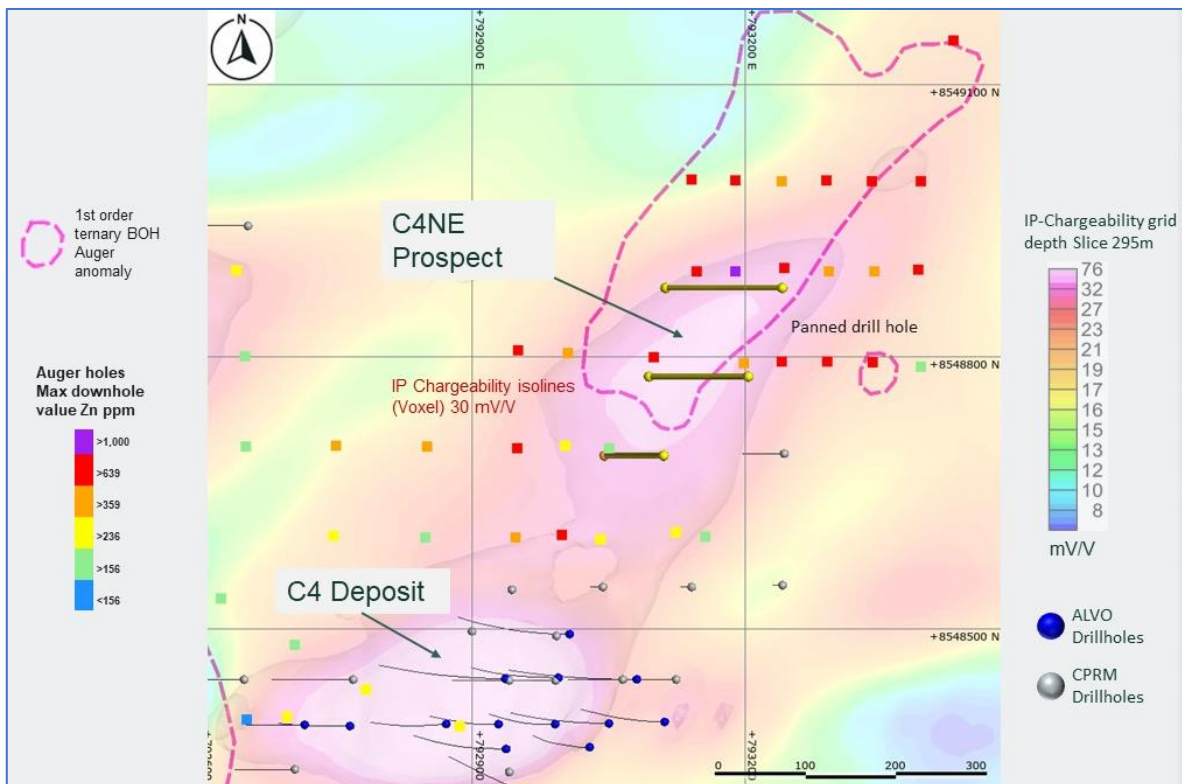 N
+792900 E
+793200 E
+8549100 N
1st order
ternary BOH
Auger
anomaly
C4NE
Prospect
IP-Chargeability grid
depth Slice 295m
76
32
27
23
21
19
17
16
15
13
12
10
8
mV/V
Panned drill hole
+8548800 N
Auger holes
Max downhole
value Zn ppm
>1,000
>639
>359
>236
>156
<156
IP Chargeability isolines
(Voxel) 30 mV/V
C4 Deposit
ALVO
Drillholes
CPRM
Drillholes
+8548500 N
+792900 E
+793200 E
0 100 200 300